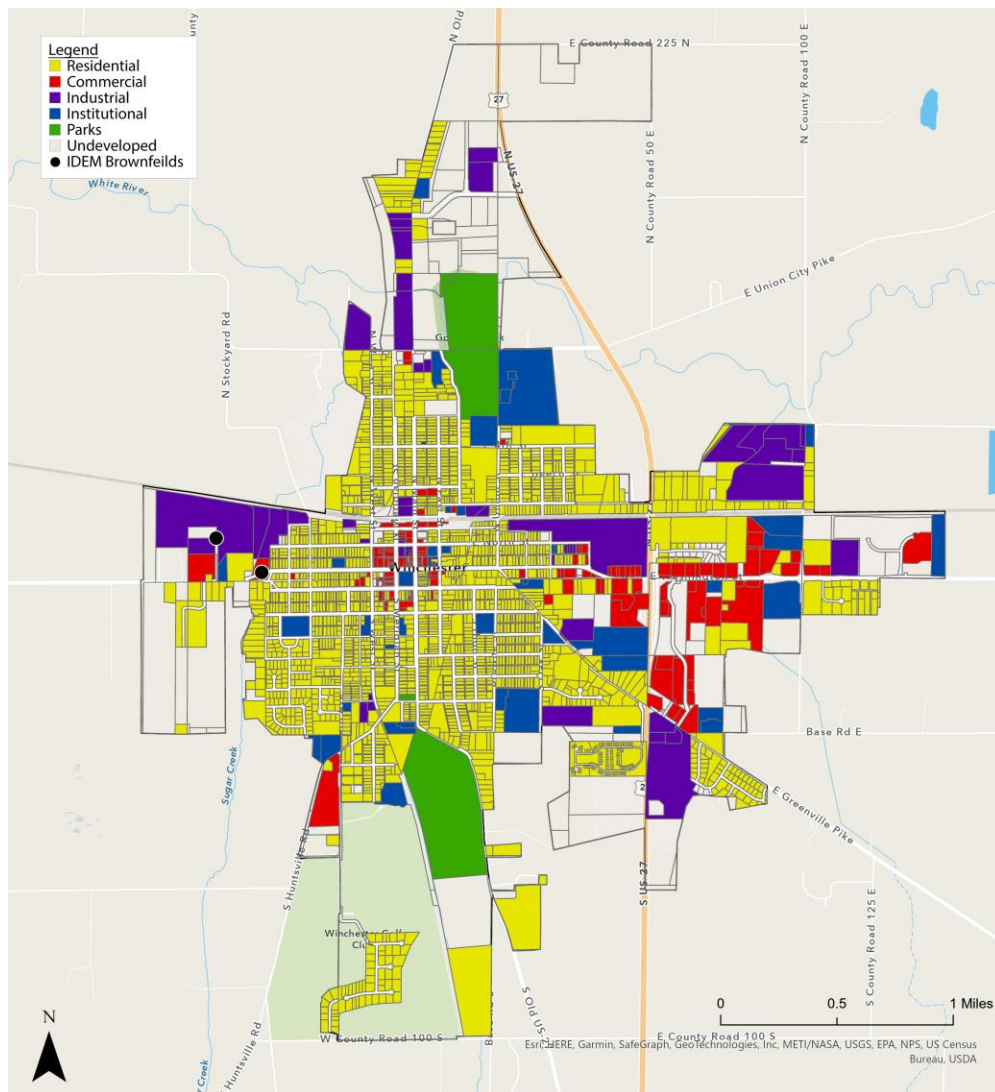 Legend
Residential
Commercial
Industrial
Institutional
Parks
Undeveloped
IDEM Brownfeilds
N Old
E County Road 225 N
27
N US-27
N County Road 50 E
N County Road 100 E
White River
E Union City Pike
N Stockyard Rd
Winchester
Sugar Creek
Base Rd E
E Greenville Pike
S Huntsville Rd
S US-27
S County Road 125 E
Winchester Golf
Club
S Old US-27
W County Road 100 S
E County Road 100 S
Huntsville Rd
0 0.5 1 Miles
N
Esri, HERE, Garmin, SafeGraph, GeoTechnologies, Inc, METI/NASA, USGS, EPA, NPS, US Census
Bureau, USDA